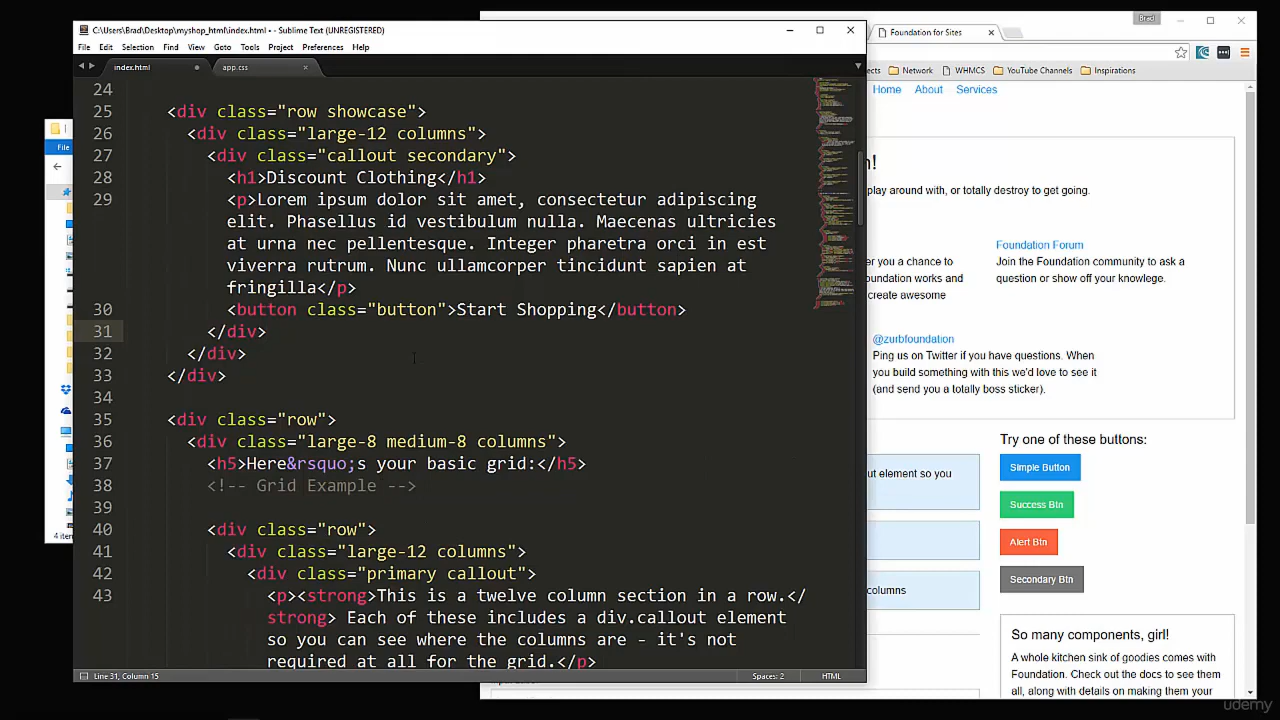 C:\Users\Brad\Desktop\myshop_html\index.html • - Sublime Text (UNREGISTERED)
File Edit Selection Find View Goto Tools Project Preferences Help
index.html app.css
24
25 <div class="row showcase">
26 <div class="large-12 columns">
27 <div class="callout secondary">
28 <h1>Discount Clothing</h1>
29 <p>Lorem ipsum dolor sit amet, consectetur adipiscing
elit. Phasellus id vestibulum nulla. Maecenas ultricies
at urna nec pellentesque. Integer pharetra orci in est
viverra rutrum. Nunc ullamcorper tincidunt sapien at
fringilla</p>
30 <button class="button">Start Shopping</button>
31 </div>
32 </div>
33 </div>
34
35 <div class="row">
36 <div class="large-8 medium-8 columns">
37 <h5>Here&rsquo;s your basic grid:</h5>
38 <!-- Grid Example -->
39
40 <div class="row">
41 <div class="large-12 columns">
42 <div class="primary callout">
43 <p><strong>This is a twelve column section in a row.</
strong> Each of these includes a div.callout element
so you can see where the columns are - it's not
required at all for the grid.</p>
Line 31, Column 15 Spaces: 2 HTML
File
4 items
Brad
Foundation for Sites
Network WHMCS YouTube Channels Inspirations
Home About Services
play around with, or totally destroy to get going.
Foundation Forum
er you a chance to Join the Foundation community to ask a
undation works and question or show off your knowlege.
create awesome
@zurbfoundation
Ping us on Twitter if you have questions. When
you build something with this we'd love to see it
(and send you a totally boss sticker).
Try one of these buttons:
ut element so you
Simple Button
Success Btn
Alert Btn
Secondary Btn
columns
So many components, girl!
A whole kitchen sink of goodies comes with
Foundation. Check out the docs to see them
all, along with details on making them your
udemy